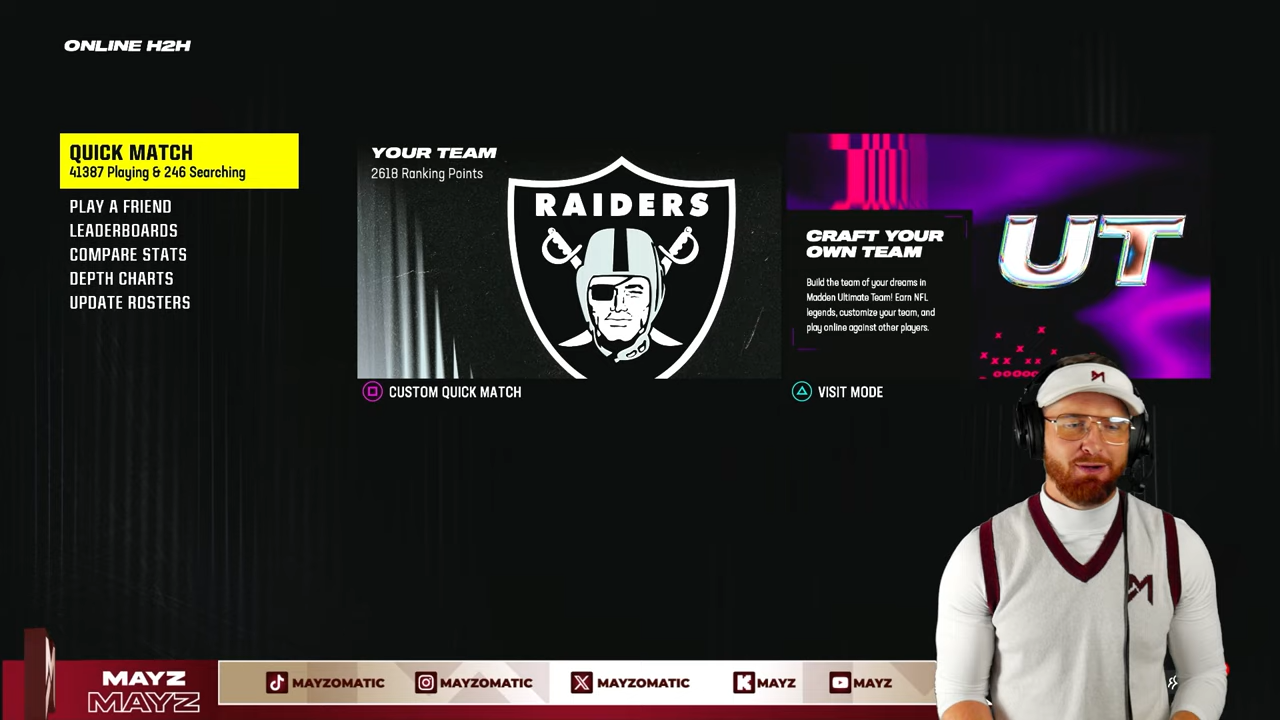 ONLINE H2H
QUICK MATCH
41387 Playing & 246 Searching
PLAY A FRIEND
LEADERBOARDS
COMPARE STATS
DEPTH CHARTS
UPDATE ROSTERS
YOUR TEAM
2618 Ranking Points
RAIDERS
CUSTOM QUICK MATCH
CRAFT YOUR
OWN TEAM
Build the team of your dreams in
Madden Ultimate Team! Earn NFL
legends, customize your team, and
play online against other players.
UT
VISIT MODE
MAYZ
MAYZ
MAYZOMATIC
MAYZOMATIC
MAYZOMATIC
MAYZ
MAYZ